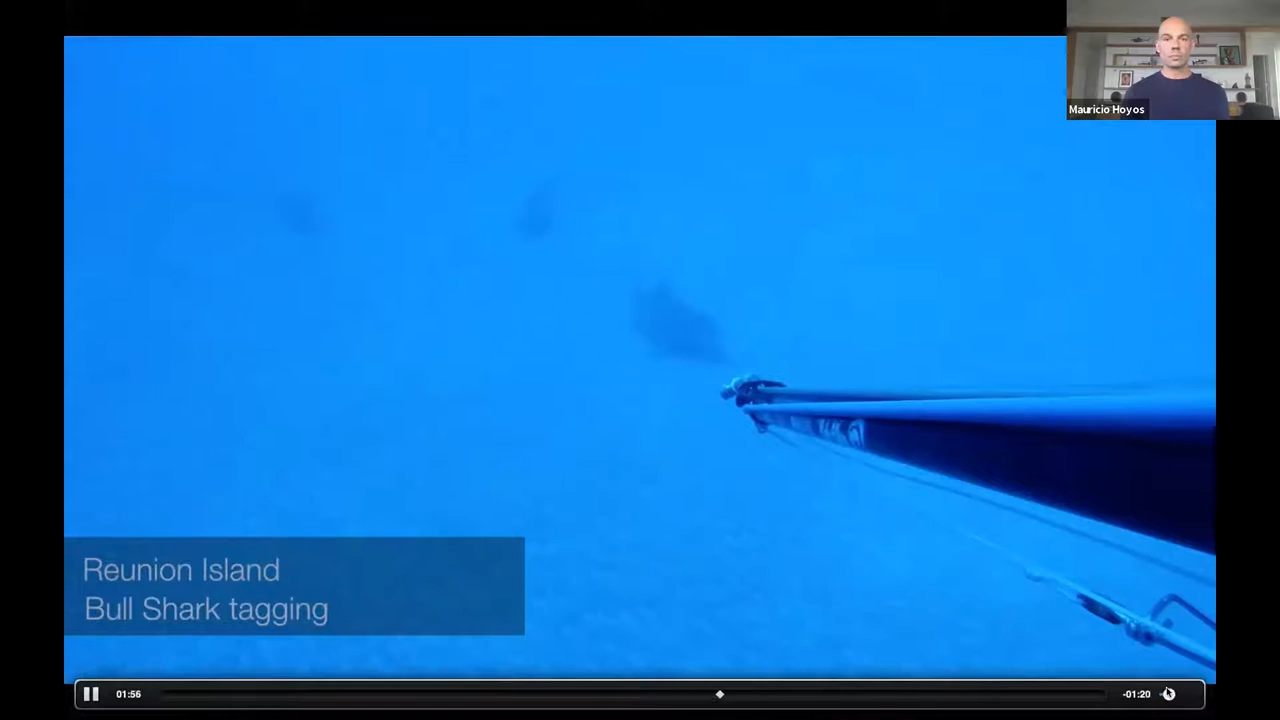 Mauricio Hoyos
Reunion Island
Bull Shark tagging
01:56
-01:20